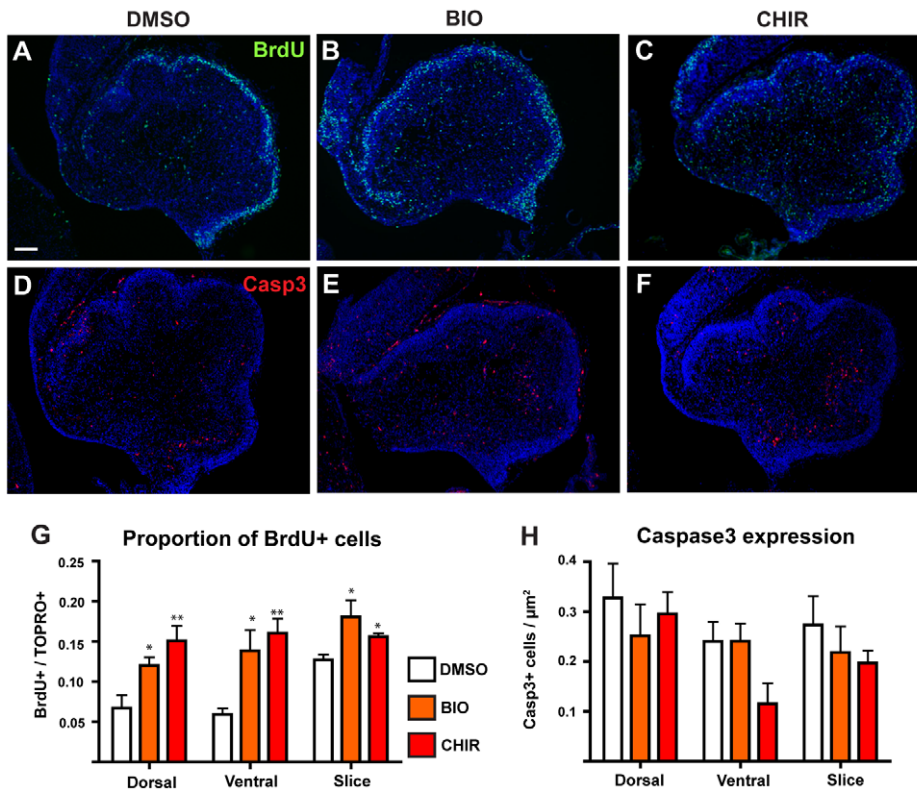 DMSO BIO CHIR
A BrdU B C
D Casp3 E F
G Proportion of BrdU+ cells
BrdU+ / TOPRO+
0.25
0.20
0.15
0.10
0.05
* ** * ** * *
Dorsal Ventral Slice
DMSO
BIO
CHIR
H Caspase3 expression
Casp3+ cells / µm²
0.4
0.3
0.2
0.1
Dorsal Ventral Slice